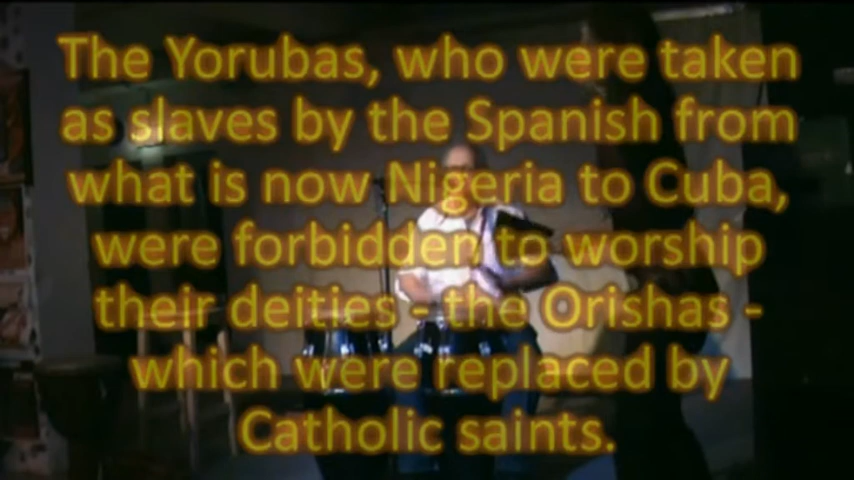 The Yorubas, who were taken
as slaves by the Spanish from
what is now Nigeria to Cuba,
were forbidden to worship
their deities - the Orishas -
which were replaced by
Catholic saints.